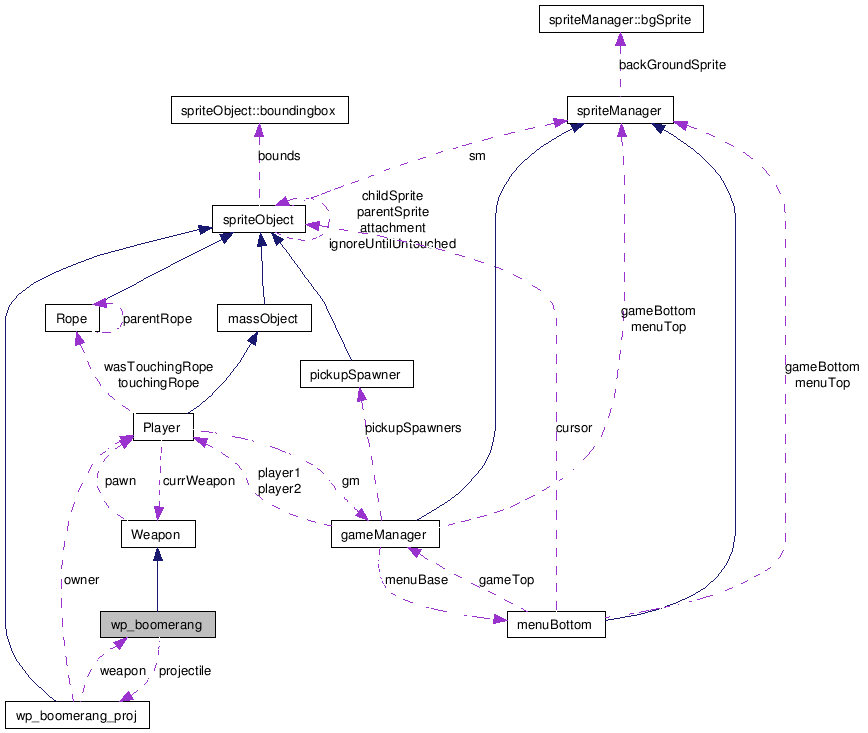 spriteManager::bgSprite
backGroundSprite
spriteObject::boundingbox
spriteManager
bounds
sm
childSprite
parentSprite
attachment
ignoreUntilUntouched
spriteObject
Rope
parentRope
massObject
gameBottom
menuTop
wasTouchingRope
touchingRope
pickupSpawner
gameBottom
menuTop
Player
pickupSpawners
cursor
pawn
currWeapon
player1
player2
gm
Weapon
gameManager
owner
menuBase
gameTop
wp_boomerang
menuBottom
weapon
projectile
wp_boomerang_proj